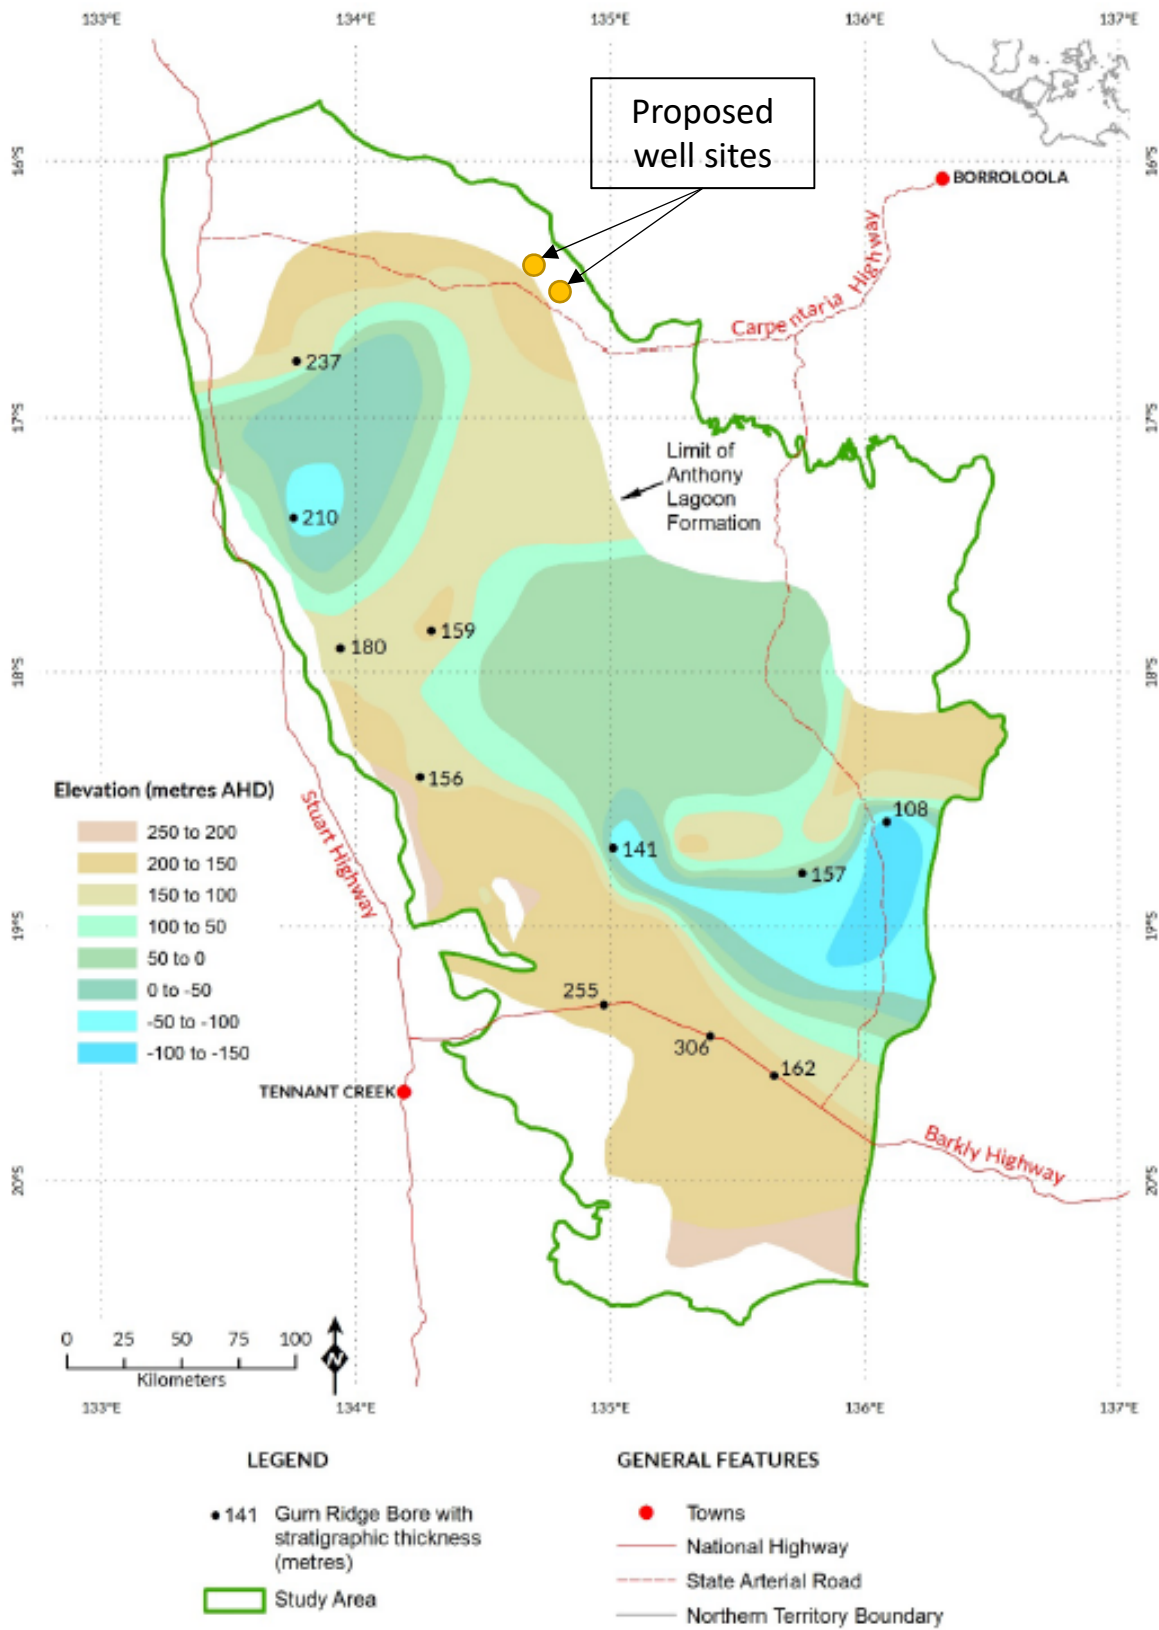 133°E
134°E
135°E
136°E
137°E
Proposed
well sites
16°S
16°S
BORROLOOLA
Carpentaria Highway
237
17°S
17°S
Limit of
Anthony
Lagoon
Formation
210
159
180
18°S
18°S
156
Elevation (metres AHD)
250 to 200
200 to 150
150 to 100
100 to 50
50 to 0
0 to -50
-50 to -100
-100 to -150
Stuart Highway
108
141
157
19°S
19°S
255
306
162
TENNANT CREEK
Barkly Highway
20°S
20°S
0 25 50 75 100
Kilometers
N
133°E
134°E
135°E
136°E
137°E
LEGEND
141 Gum Ridge Bore with
stratigraphic thickness
(metres)
Study Area
GENERAL FEATURES
Towns
National Highway
State Arterial Road
Northern Territory Boundary